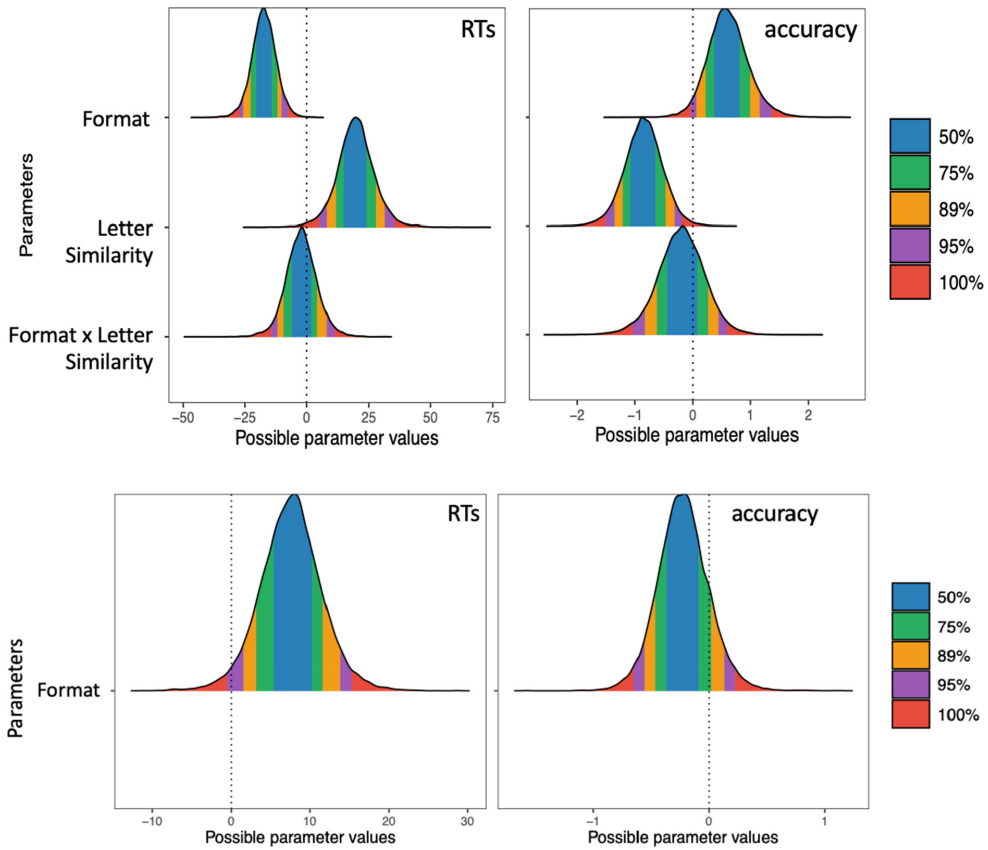 RTs
accuracy
Parameters
Format
Letter
Similarity
Format x Letter
Similarity
−50
−25
0
25
50
75
Possible parameter values
−2
−1
0
1
2
Possible parameter values
50%
75%
89%
95%
100%
RTs
accuracy
Parameters
Format
−10
0
10
20
30
Possible parameter values
−1
0
1
Possible parameter values
50%
75%
89%
95%
100%